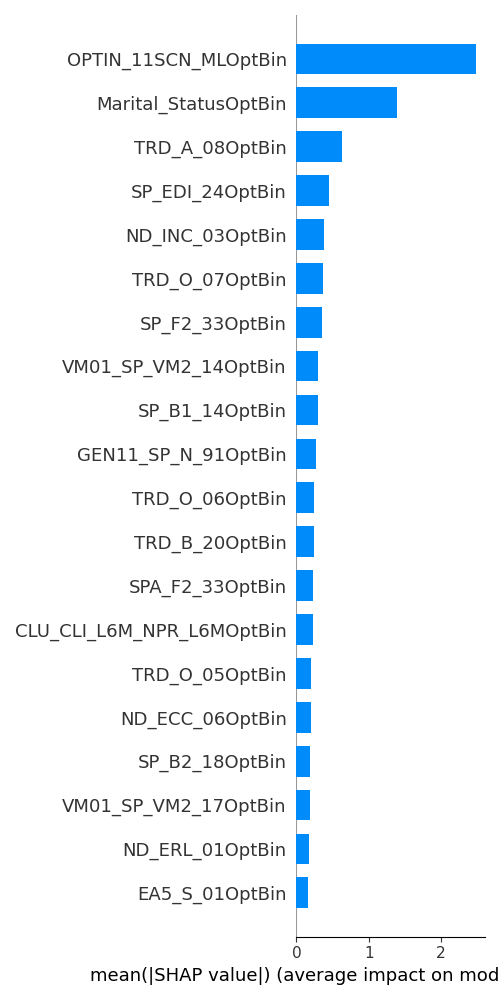 OPTIN_11SCN_MLOptBin
Marital_StatusOptBin
TRD_A_08OptBin
SP_EDI_24OptBin
ND_INC_03OptBin
TRD_O_07OptBin
SP_F2_33OptBin
VM01_SP_VM2_14OptBin
SP_B1_14OptBin
GEN11_SP_N_91OptBin
TRD_O_06OptBin
TRD_B_20OptBin
SPA_F2_33OptBin
CLU_CLI_L6M_NPR_L6MOptBin
TRD_O_05OptBin
ND_ECC_06OptBin
SP_B2_18OptBin
VM01_SP_VM2_17OptBin
ND_ERL_01OptBin
EA5_S_01OptBin
0 1 2
mean(|SHAP value|) (average impact on mod